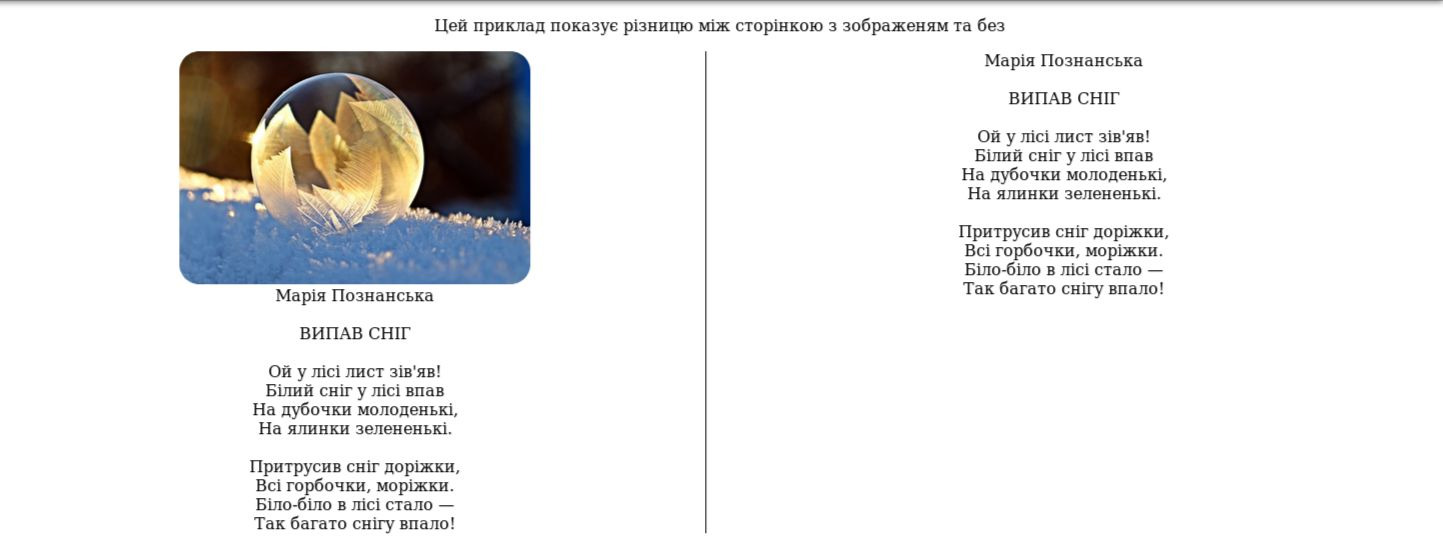 Цей приклад показує різницю між сторінкою з зображеням та без
Марія Познанська
ВИПАВ СНІГ
Ой у лісі лист зів'яв!
Білий сніг у лісі впав
На дубочки молоденькі,
На ялинки зелененькі.
Притрусив сніг доріжки,
Всі горбочки, моріжки.
Біло-біло в лісі стало —
Так багато снігу впало!
Марія Познанська
ВИПАВ СНІГ
Ой у лісі лист зів'яв!
Білий сніг у лісі впав
На дубочки молоденькі,
На ялинки зелененькі.
Притрусив сніг доріжки,
Всі горбочки, моріжки.
Біло-біло в лісі стало —
Так багато снігу впало!